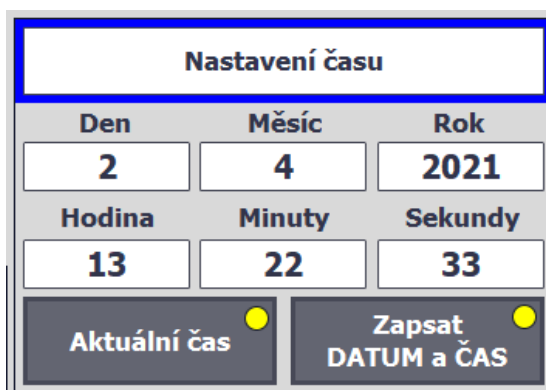 Nastavení času
Den Měsíc Rok
2 4 2021
Hodina Minuty Sekundy
13 22 33
Aktuální čas
Zapsat
DATUM a ČAS